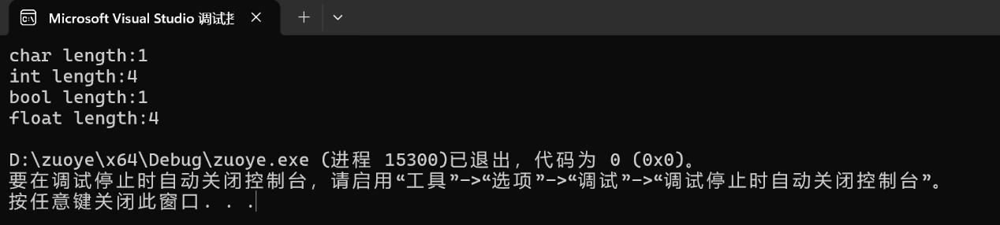 Microsoft Visual Studio 调试控
char length:1
int length:4
bool length:1
float length:4
D:\zuoye\x64\Debug\zuoye.exe (进程 15300)已退出，代码为 0 (0x0)。
要在调试停止时自动关闭控制台，请启用“工具”->“选项”->“调试”->“调试停止时自动关闭控制台”。
按任意键关闭此窗口. . .